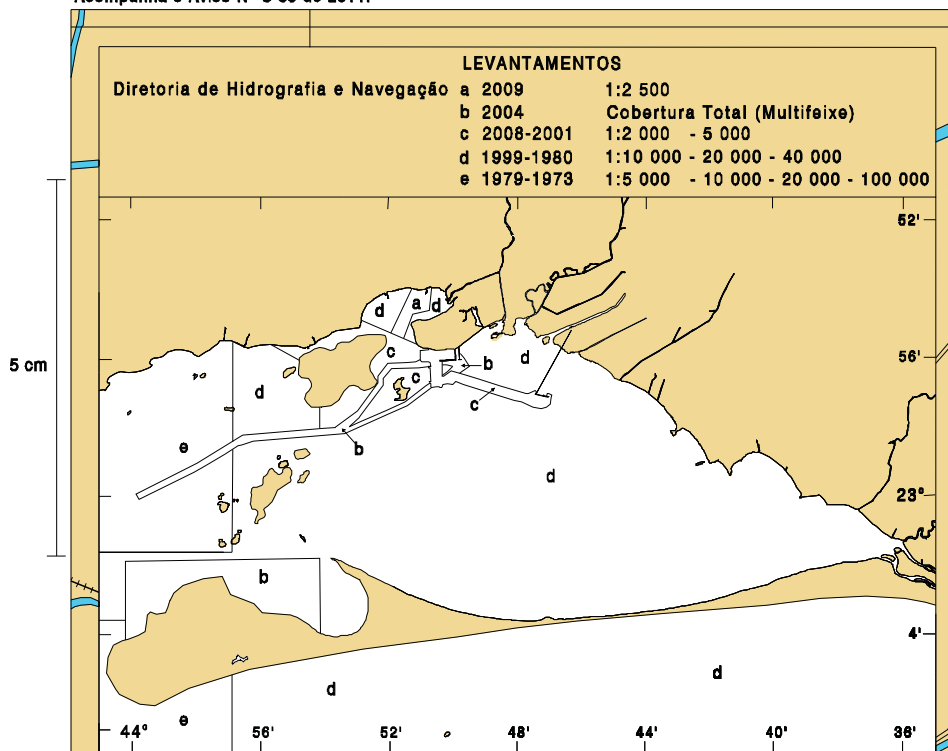 LEVANTAMENTOS
Diretoria de Hidrografia e Navegação a 2009 1:2 500
b 2004 Cobertura Total (Multifeixe)
c 2008-2001 1:2 000 - 5 000
d 1999-1980 1:10 000 - 20 000 - 40 000
e 1979-1973 1:5 000 - 10 000 - 20 000 - 100 000
52'
a
d
d
c
56'
d
b
5 cm
c
d
c
e
b
d
23º
b
4'
d
d
e
44º 56' 52' 48' 44' 40' 36'